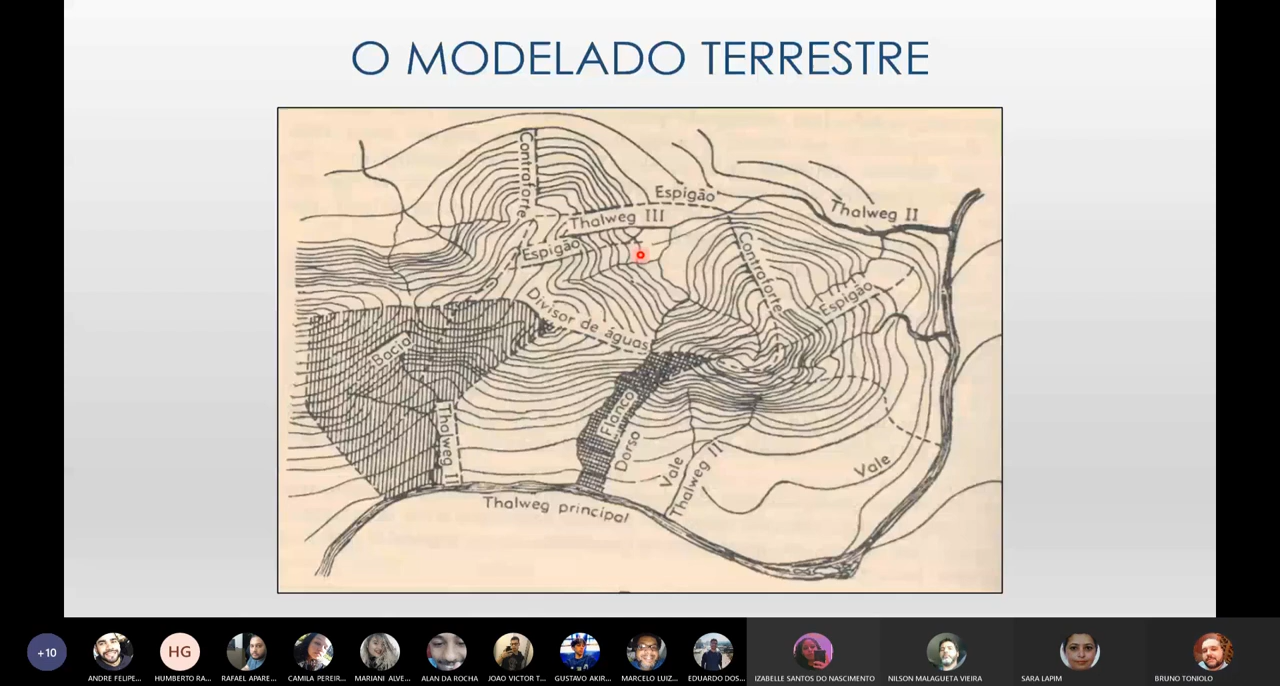 O MODELADO TERRESTRE
Contraforte
Espigão
Thalweg III
Thalweg II
Espigão
Contraforte
Espigão
Divisor de águas
Bacia
Flanco
Dorso
Thalweg II
Vale
Thalweg II
Vale
Thalweg principal
+10
HG
ANDRE FELIPE...
HUMBERTO RA...
RAFAEL APARE...
CAMILA PEREIR...
MARIANI ALVE...
ALAN DA ROCHA
JOAO VICTOR T...
GUSTAVO AKIR...
MARCELO LUIZ...
EDUARDO DOS...
IZABELLE SANTOS DO NASCIMENTO
NILSON MALAGUETA VIEIRA
SARA LAPIM
BRUNO TONIOLO